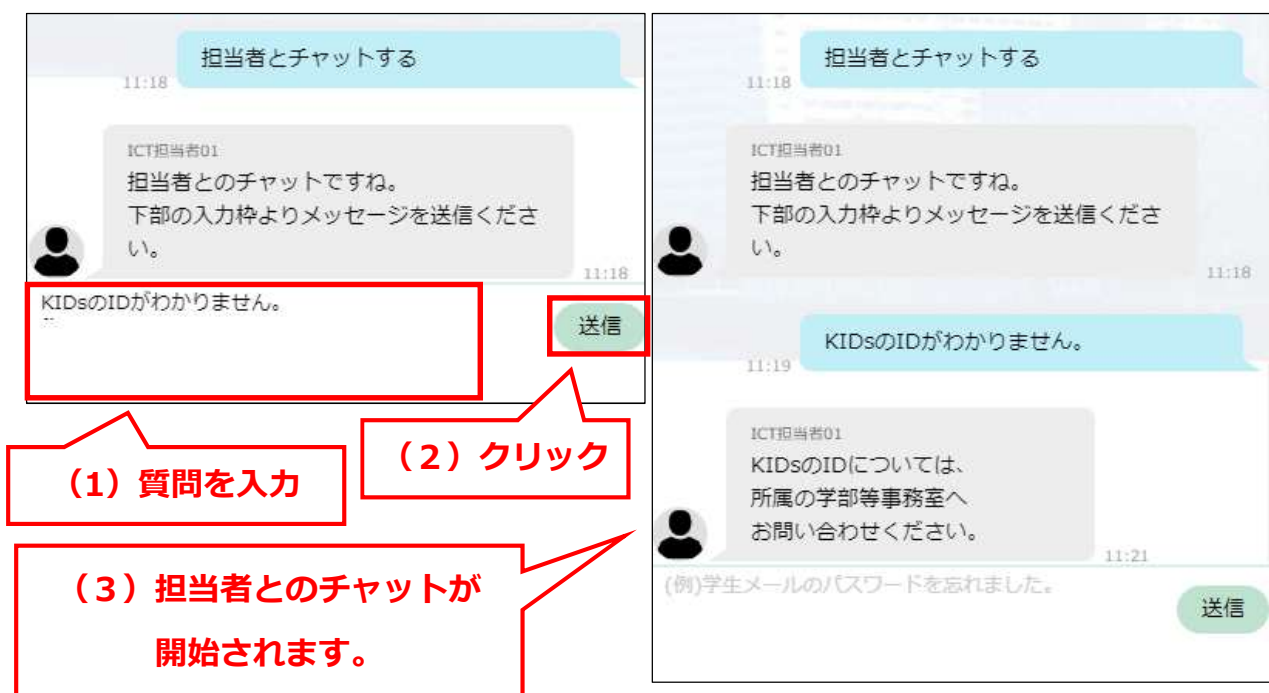 担当者とチャットする
11:18
ICT担当者01
担当者とのチャットですね。
下部の入力枠よりメッセージを送信くださ
い。
11:18
KIDsのIDがわかりません。
送信
(1) 質問を入力
(2) クリック
(3) 担当者とのチャットが
開始されます。
担当者とチャットする
11:18
ICT担当者01
担当者とのチャットですね。
下部の入力枠よりメッセージを送信くださ
い。
11:18
KIDsのIDがわかりません。
11:19
ICT担当者01
KIDsのIDについては、
所属の学部等事務室へ
お問い合わせください。
11:21
(例)学生メールのパスワードを忘れました。
送信